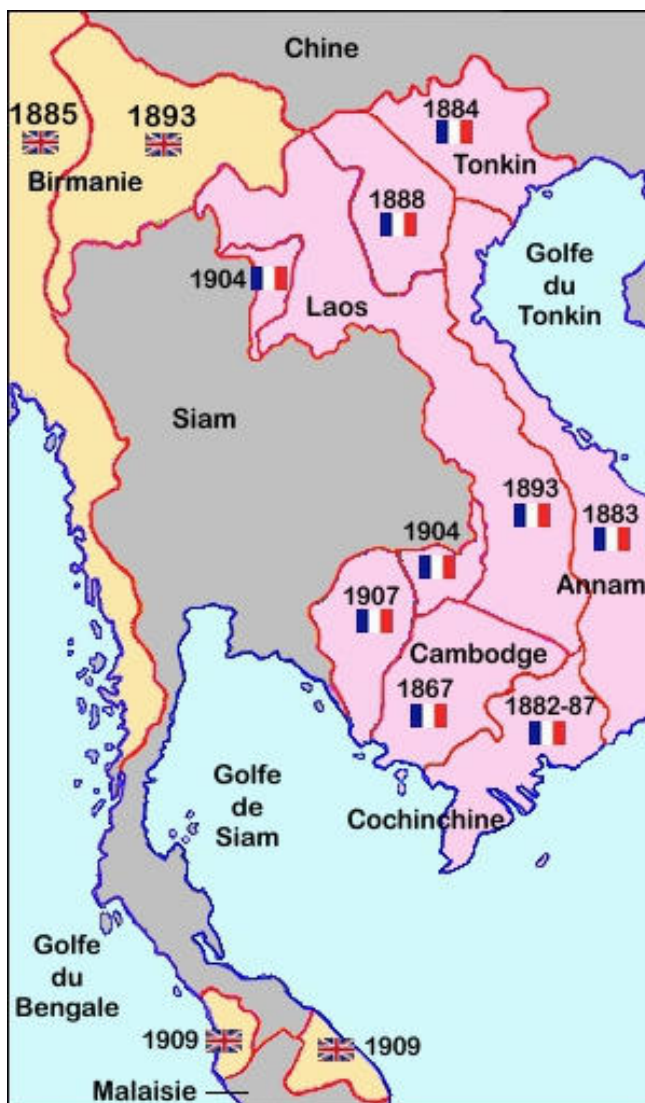 Chine
1885
1893
1884
Birmanie
Tonkin
1888
1904
Golfe
du
Tonkin
Laos
Siam
1893
1883
1904
Annam
1907
Cambodge
1867
1882-87
Golfe
de
Siam
Cochinchine
Golfe
du
Bengale
1909
1909
Malaisie